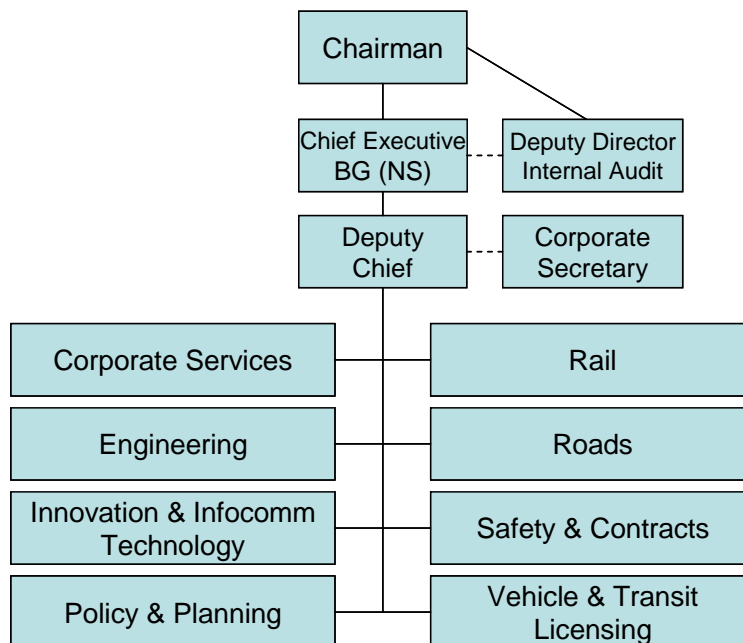 Chairman
Chief Executive
BG (NS)
Deputy Director
Internal Audit
Deputy
Chief
Corporate
Secretary
Corporate Services
Rail
Engineering
Roads
Innovation & Infocomm
Technology
Safety & Contracts
Policy & Planning
Vehicle & Transit
Licensing